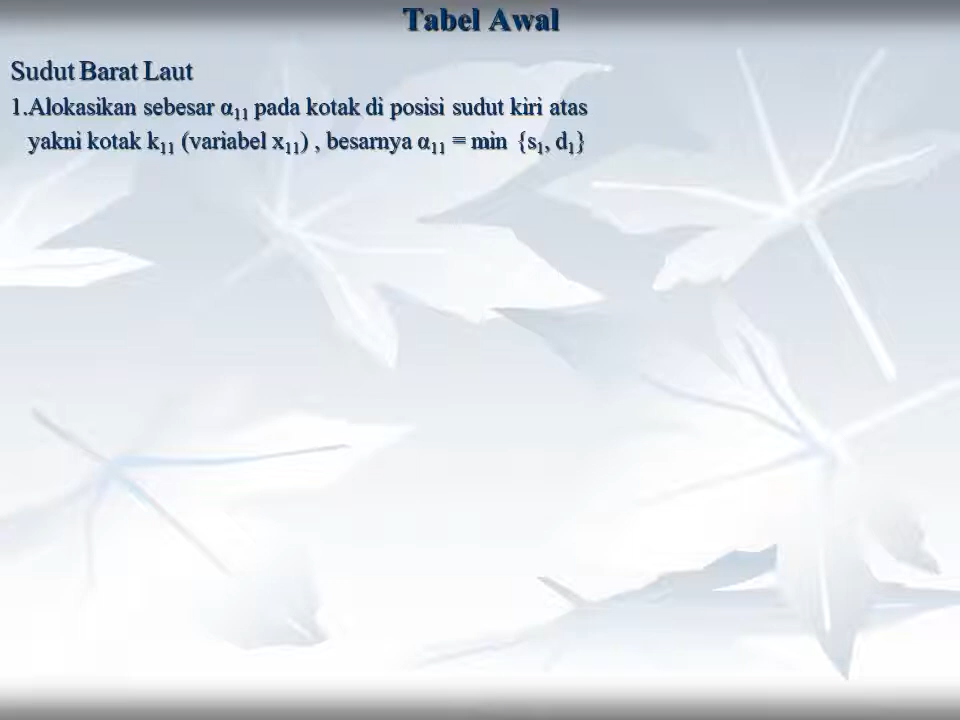 Tabel Awal
Sudut Barat Laut
1.Alokasikan sebesar α₁₁ pada kotak di posisi sudut kiri atas
yakni kotak k₁₁ (variabel x₁₁) , besarnya α₁₁ = min {s₁, d₁}